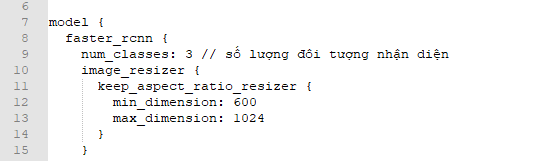 6
7 model {
8 faster_rcnn {
9 num_classes: 3 // số lượng đôi tượng nhận diện
10 image_resizer {
11 keep_aspect_ratio_resizer {
12 min_dimension: 600
13 max_dimension: 1024
14 }
15 }